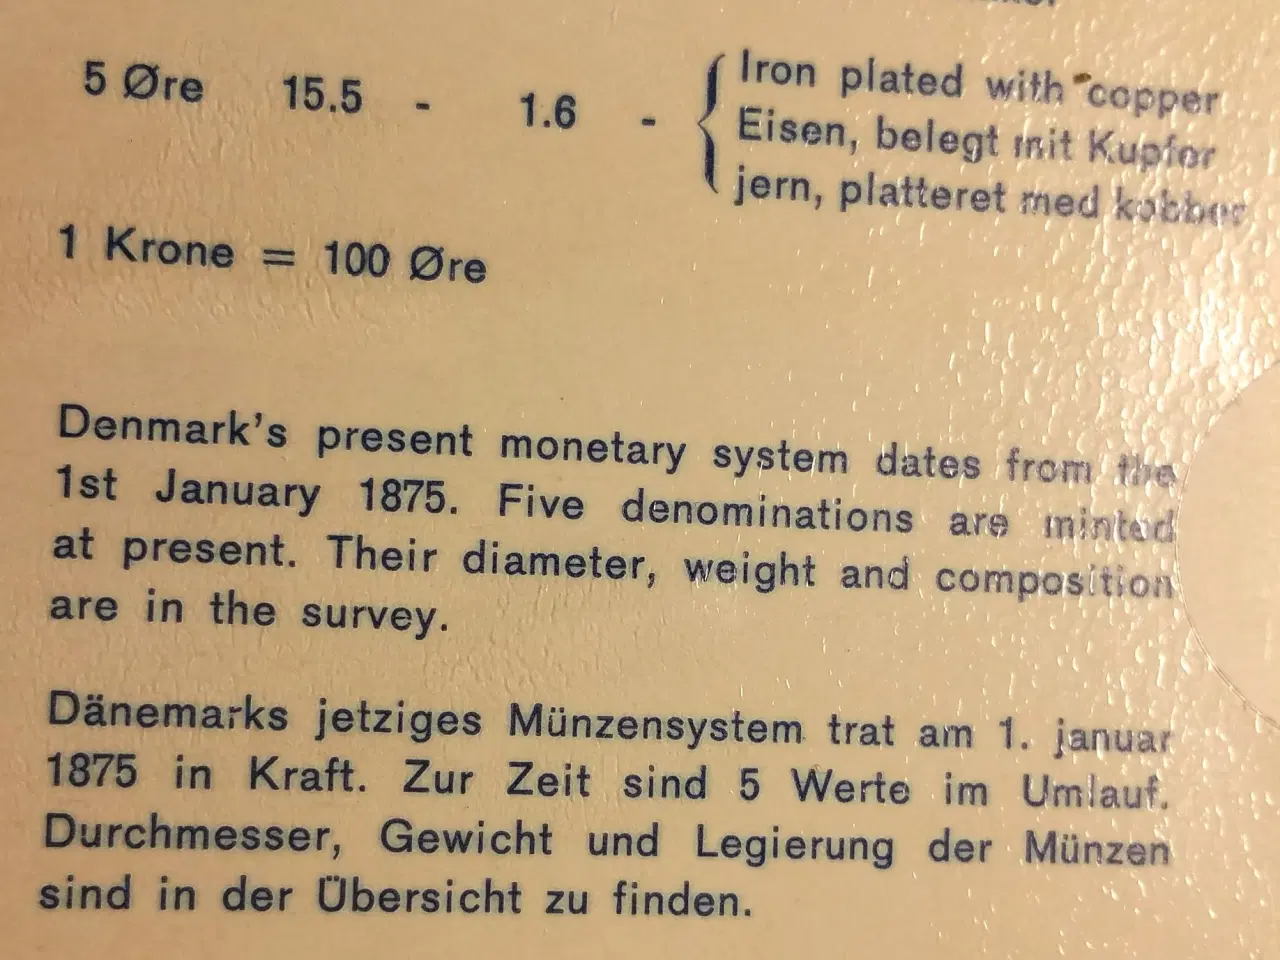 5 Øre 15.5 - 1.6 - { Iron plated with copper
Eisen, belegt mit Kupfer
jern, platteret med kobber
1 Krone = 100 Øre
Denmark's present monetary system dates from the
1st January 1875. Five denominations are minted
at present. Their diameter, weight and composition
are in the survey.
Dänemarks jetziges Münzensystem trat am 1. januar
1875 in Kraft. Zur Zeit sind 5 Werte im Umlauf.
Durchmesser, Gewicht und Legierung der Münzen
sind in der Übersicht zu finden.